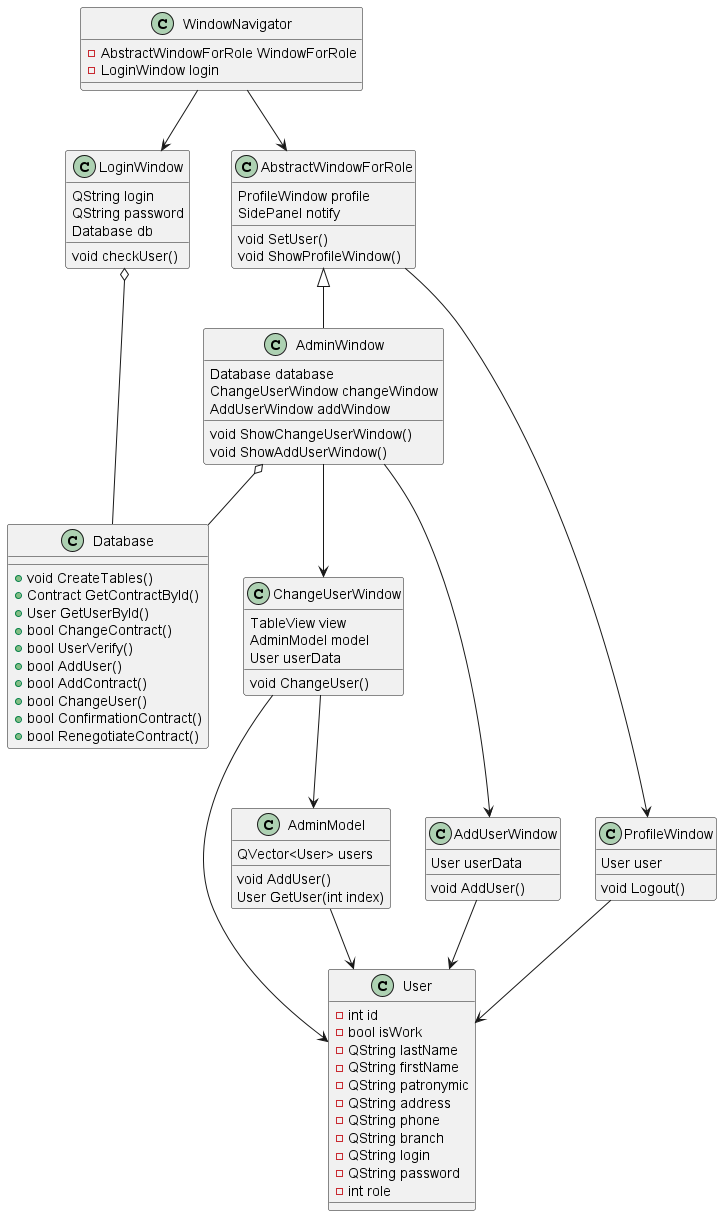 C WindowNavigator
AbstractWindowForRole WindowForRole
LoginWindow login
C LoginWindow
QString login
QString password
Database db
void checkUser()
C AbstractWindowForRole
ProfileWindow profile
SidePanel notify
void SetUser()
void ShowProfileWindow()
C AdminWindow
Database database
ChangeUserWindow changeWindow
AddUserWindow addWindow
void ShowChangeUserWindow()
void ShowAddUserWindow()
C Database
void CreateTables()
Contract GetContractById()
User GetUserById()
bool ChangeContract()
bool UserVerify()
bool AddUser()
bool AddContract()
bool ChangeUser()
bool ConfirmationContract()
bool RenegotiateContract()
C ChangeUserWindow
TableView view
AdminModel model
User userData
void ChangeUser()
C AdminModel
QVector<User> users
void AddUser()
User GetUser(int index)
C AddUserWindow
User userData
void AddUser()
C ProfileWindow
User user
void Logout()
C User
int id
bool isWork
QString lastName
QString firstName
QString patronymic
QString address
QString phone
QString branch
QString login
QString password
int role